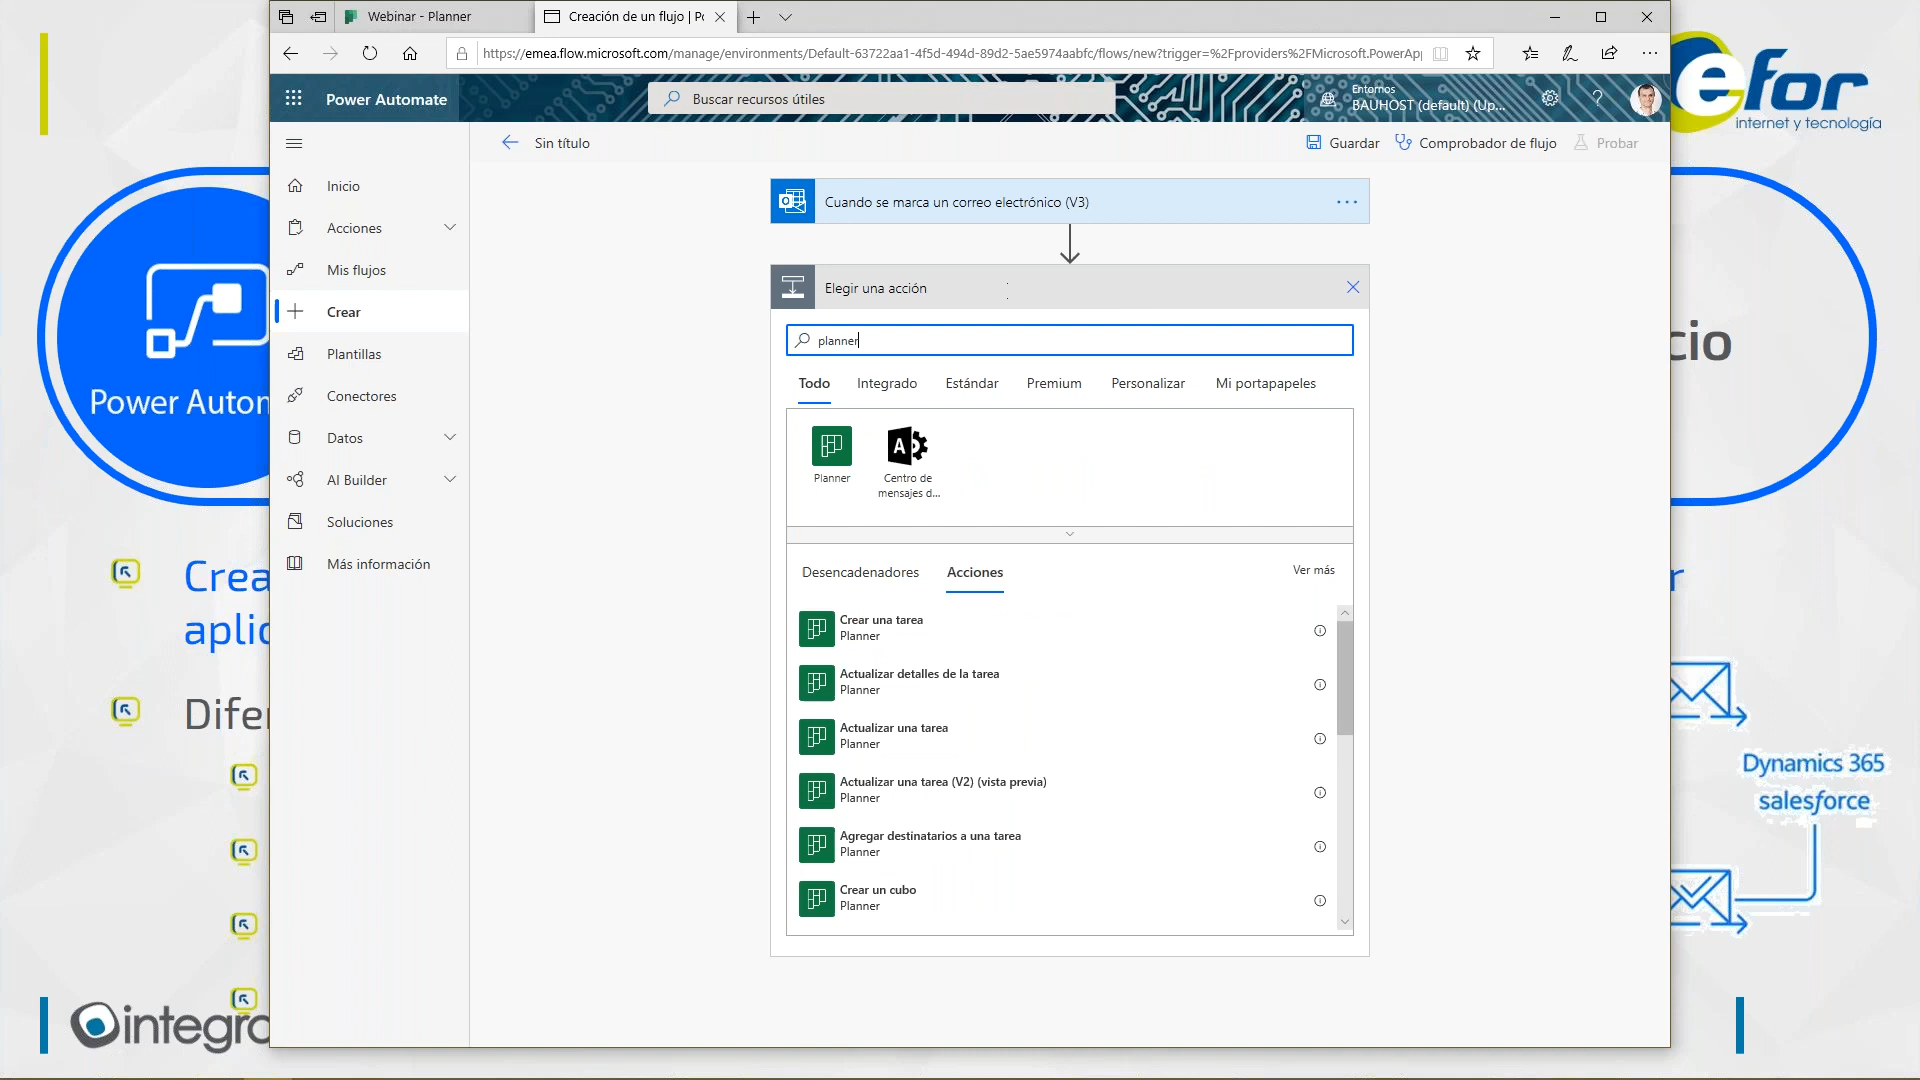 Webinar - Planner
Creación de un flujo | Po
https://emea.flow.microsoft.com/manage/environments/Default-63722aa1-4f5d-494d-89d2-5ae5974aabfc/flows/new?trigger=%2Fproviders%2FMicrosoft.PowerApp
Power Automate
Buscar recursos útiles
Entornos
BAUHOST (default) (Up...
efor
internet y tecnología
Sin título
Guardar
Comprobador de flujo
Probar
Inicio
Acciones
Mis flujos
Crear
Plantillas
Conectores
Datos
AI Builder
Soluciones
Más información
Cuando se marca un correo electrónico (V3)
Elegir una acción
planner
Todo
Integrado
Estándar
Premium
Personalizar
Mi portapapeles
Planner
Centro de
mensajes d...
Desencadenadores
Acciones
Ver más
Crear una tarea
Planner
Actualizar detalles de la tarea
Planner
Actualizar una tarea
Planner
Actualizar una tarea (V2) (vista previa)
Planner
Agregar destinatarios a una tarea
Planner
Crear un cubo
Planner
Power Autom
cio
Crea
aplic
r
Difer
Dynamics 365
salesforce
integro